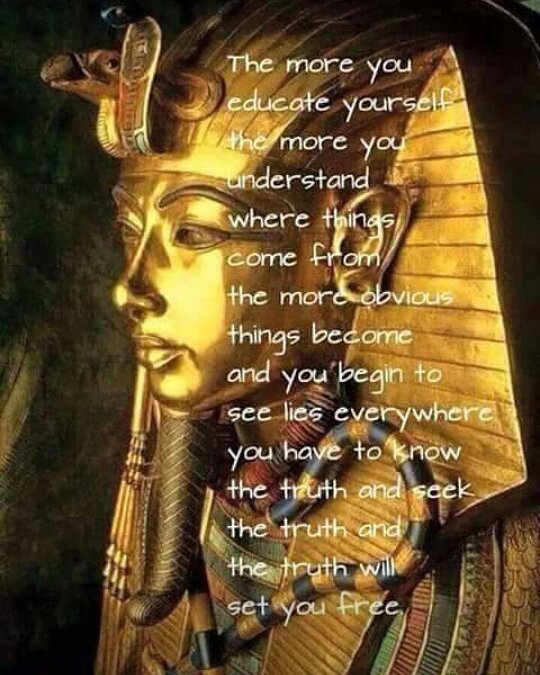 The more you
educate yourself
the more you
understand
where things
come from
the more obvious
things become
and you begin to
see lies everywhere
you have to know
the truth and seek
the truth and
the truth will
set you free